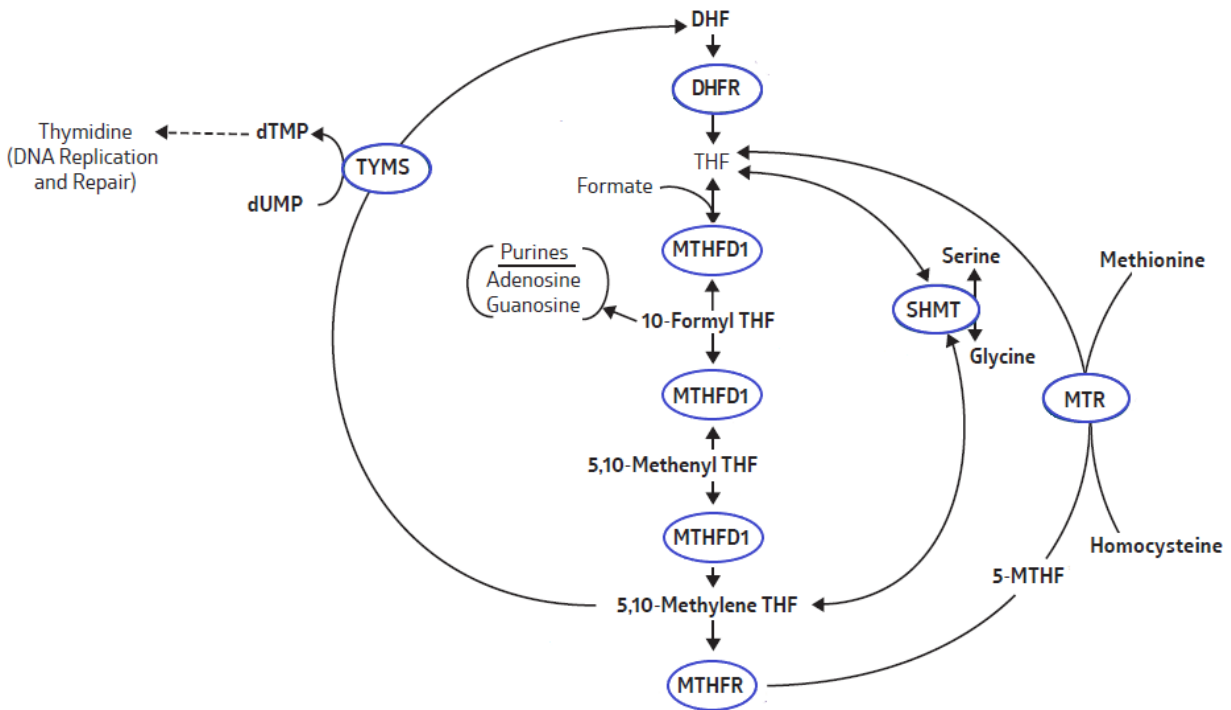 DHF
DHFR
Thymidine
(DNA Replication
and Repair)
dTMP
TYMS
dUMP
THF
Formate
MTHFD1
Purines
Adenosine
Guanosine
10-Formyl THF
Serine
SHMT
Glycine
Methionine
MTHFD1
MTR
5,10-Methenyl THF
MTHFD1
Homocysteine
5-MTHF
5,10-Methylene THF
MTHFR